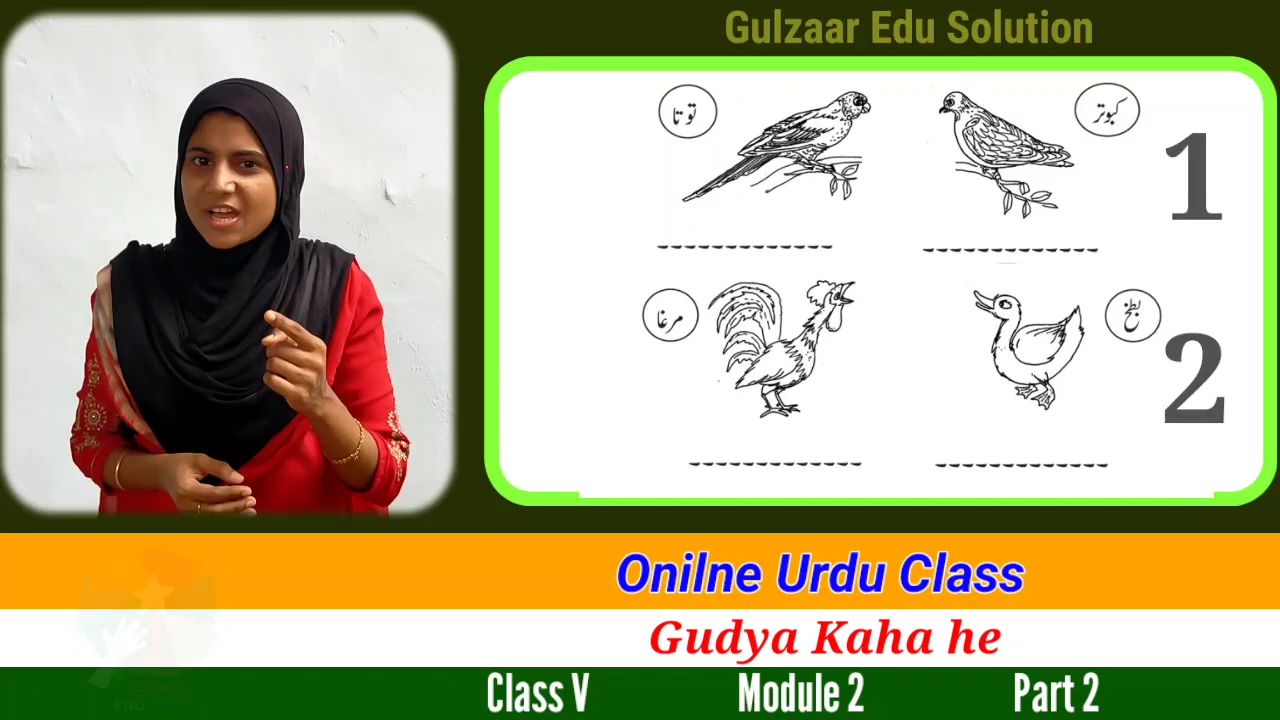 Gulzaar Edu Solution
کبوتر
توتا
1
بطخ
مرغا
2
Onilne Urdu Class
Gudya Kaha he
Class V Module 2 Part 2
Edu